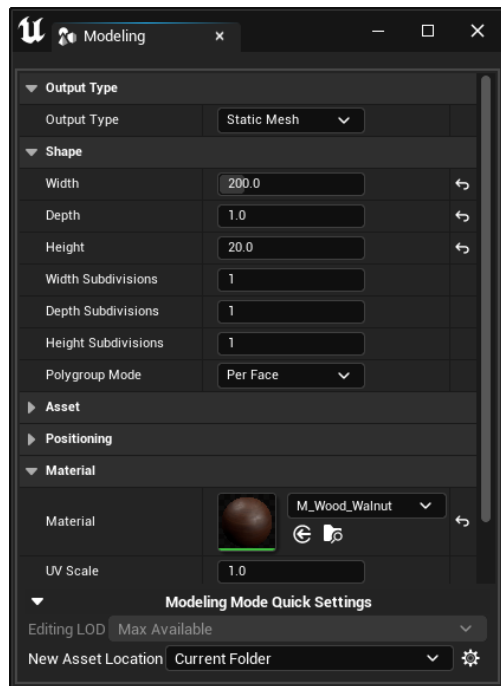 Modeling
Output Type
Output Type Static Mesh
Shape
Width 200.0
Depth 1.0
Height 20.0
Width Subdivisions 1
Depth Subdivisions 1
Height Subdivisions 1
Polygroup Mode Per Face
Asset
Positioning
Material
Material M_Wood_Walnut
UV Scale 1.0
Modeling Mode Quick Settings
Editing LOD Max Available
New Asset Location Current Folder